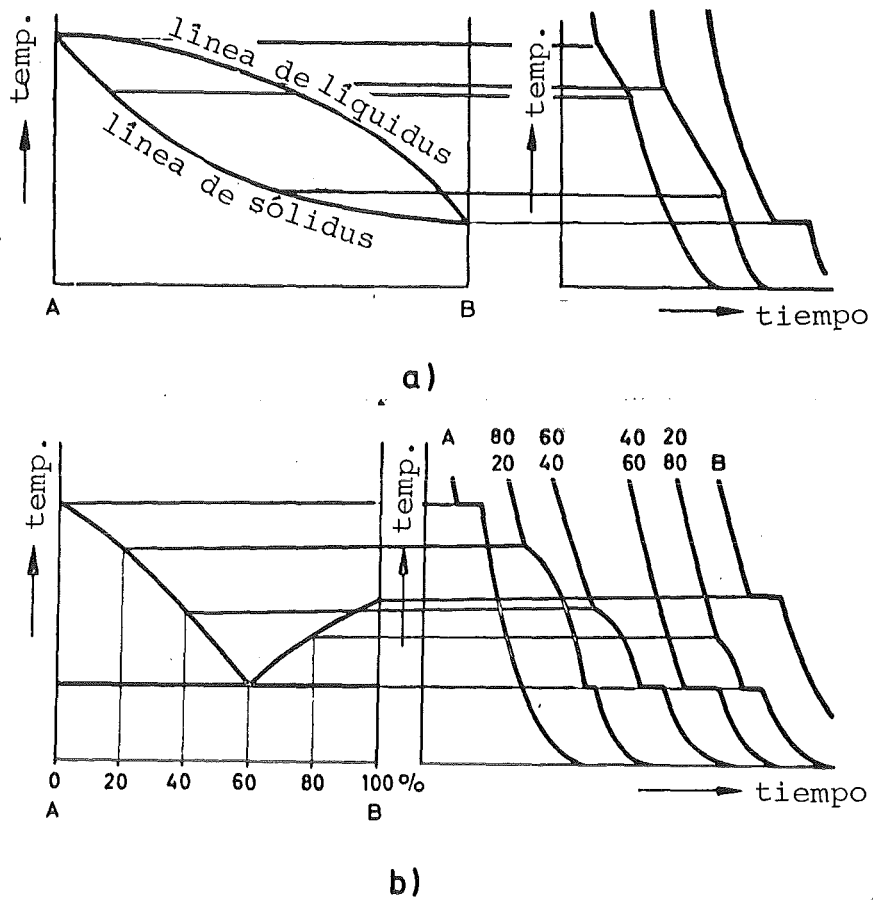 temp.
línea de líquidus
línea de sólidus
A
B
temp.
tiempo
a)
temp.
0 20 40 60 80 100 %
A B
temp.
A 80 60 40 20
20 40 60 80 B
tiempo
b)